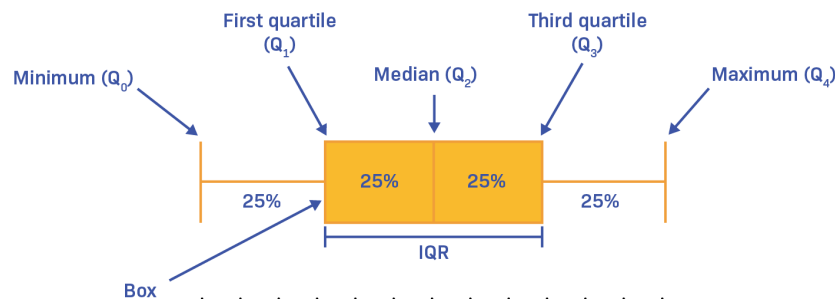 First quartile
(Q₁)
Third quartile
(Q₃)
Median (Q₂)
Minimum (Q₀)
Maximum (Q₄)
25%
25%
25%
25%
IQR
Box